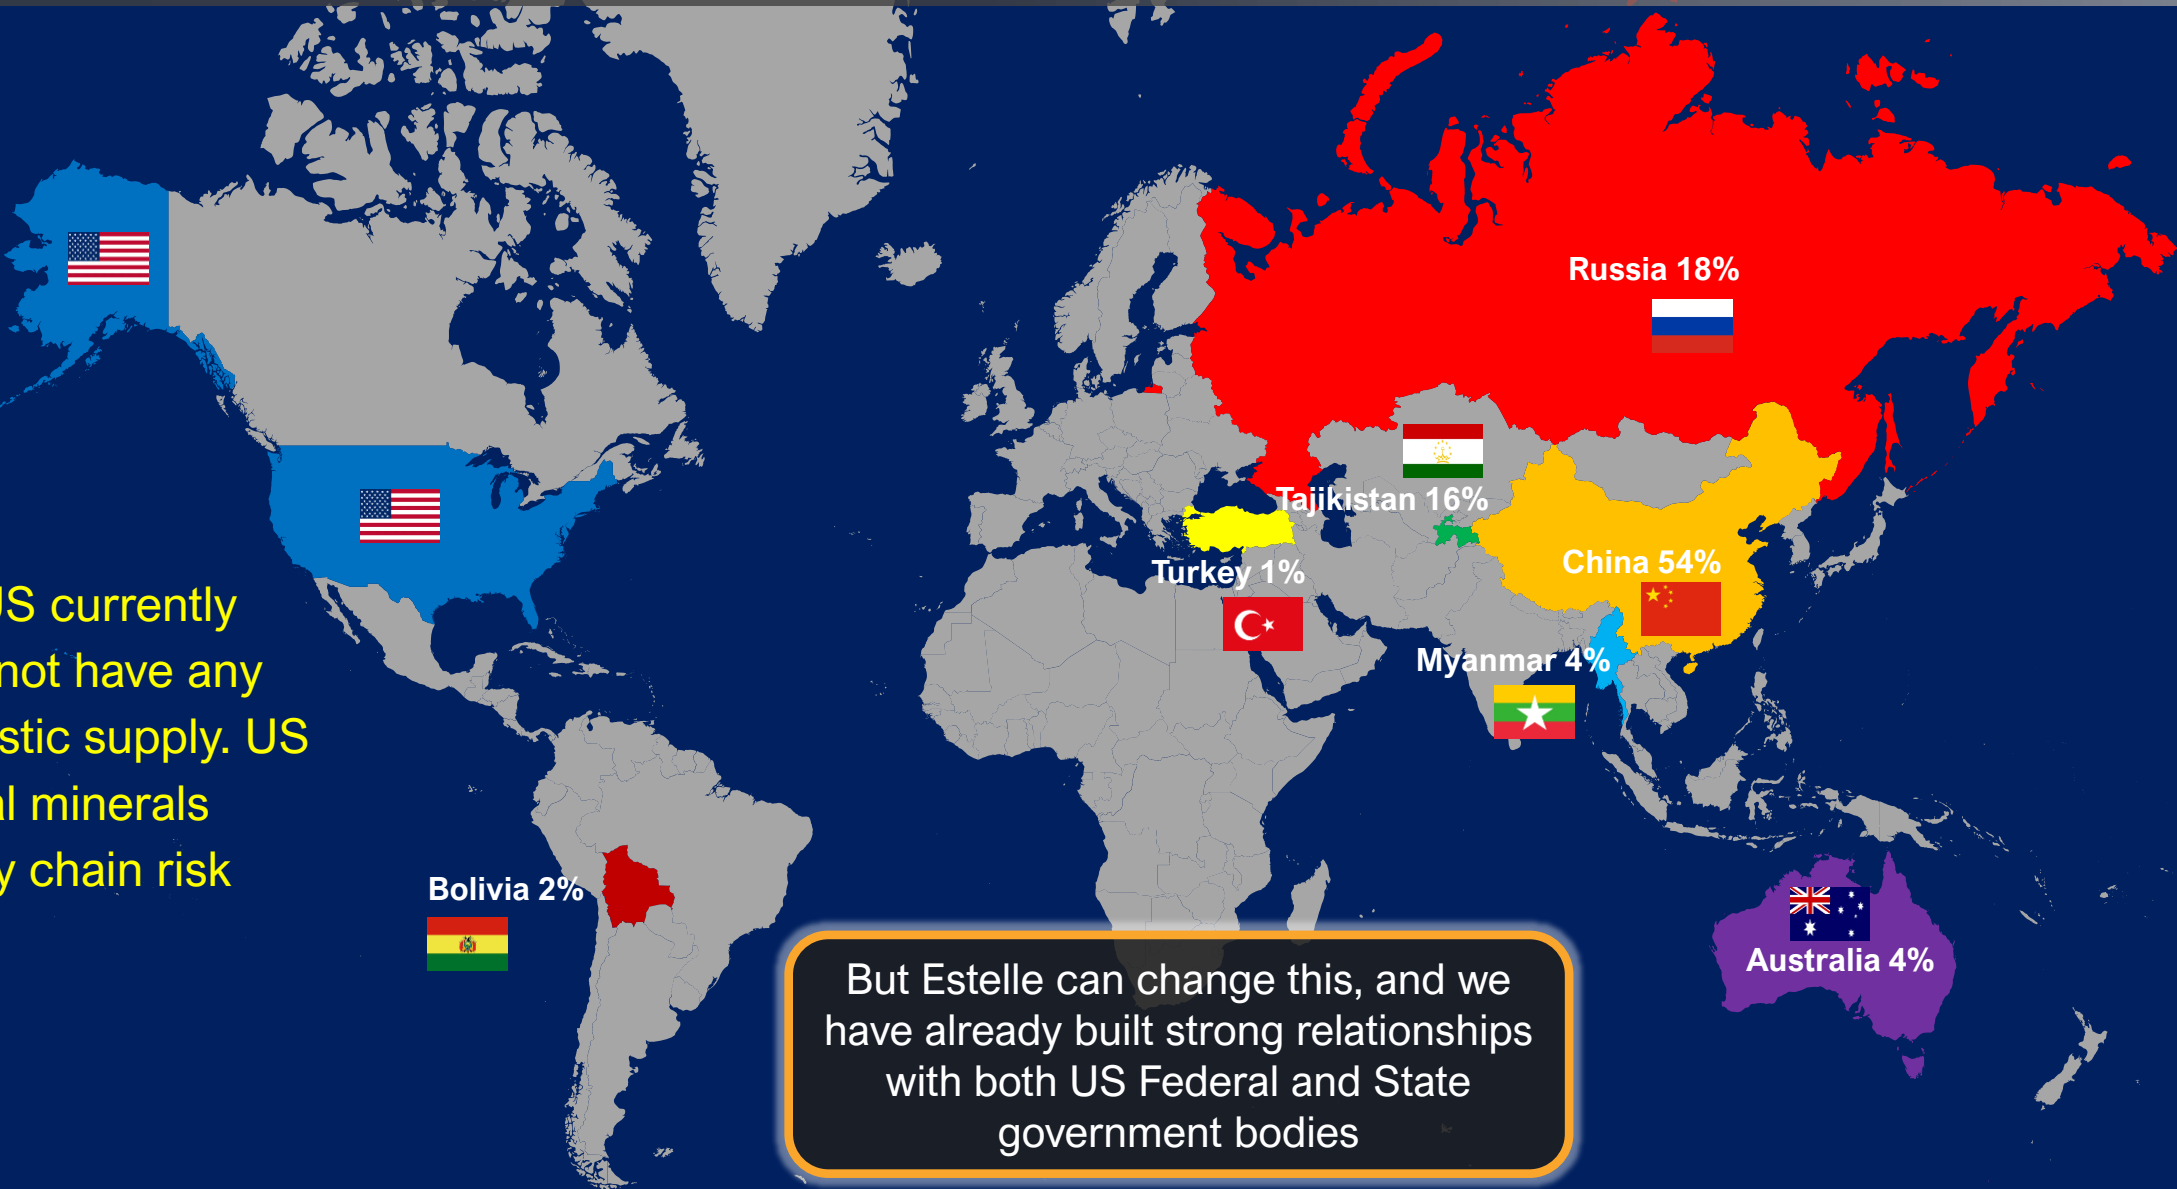 Russia 18%
Tajikistan 16%
China 54%
Turkey 1%
US currently
not have any
Myanmar 4%
stic supply. US
l minerals
y chain risk
Bolivia 2%
Australia 4%
But Estelle can change this, and we
have already built strong relationships
with both US Federal and State
government bodies